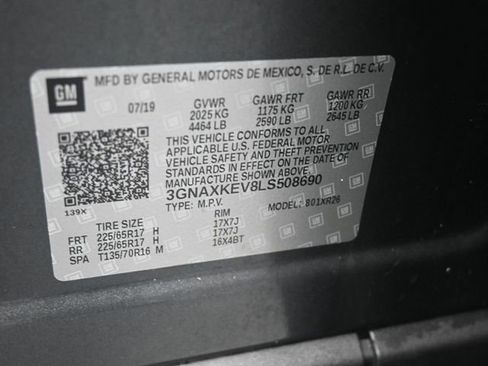 GM
MFD BY GENERAL MOTORS DE MEXICO, S. DE R.L. DE C.V.
07/19 GVWR GAWR FRT GAWR RR
2025 KG 1175 KG 1200 KG
4464 LB 2590 LB 2645 LB
THIS VEHICLE CONFORMS TO ALL
APPLICABLE U.S. FEDERAL MOTOR
VEHICLE SAFETY STANDARDS IN
EFFECT ON THE DATE OF
MANUFACTURE SHOWN ABOVE.
3GNAXKEV8LS508690
TYPE: M.P.V. MODEL: 801XR26
139X
TIRE SIZE RIM
FRT 225/65R17 H 17X7J
RR 225/65R17 H 17X7J
SPA T135/70R16 M 16X4BT